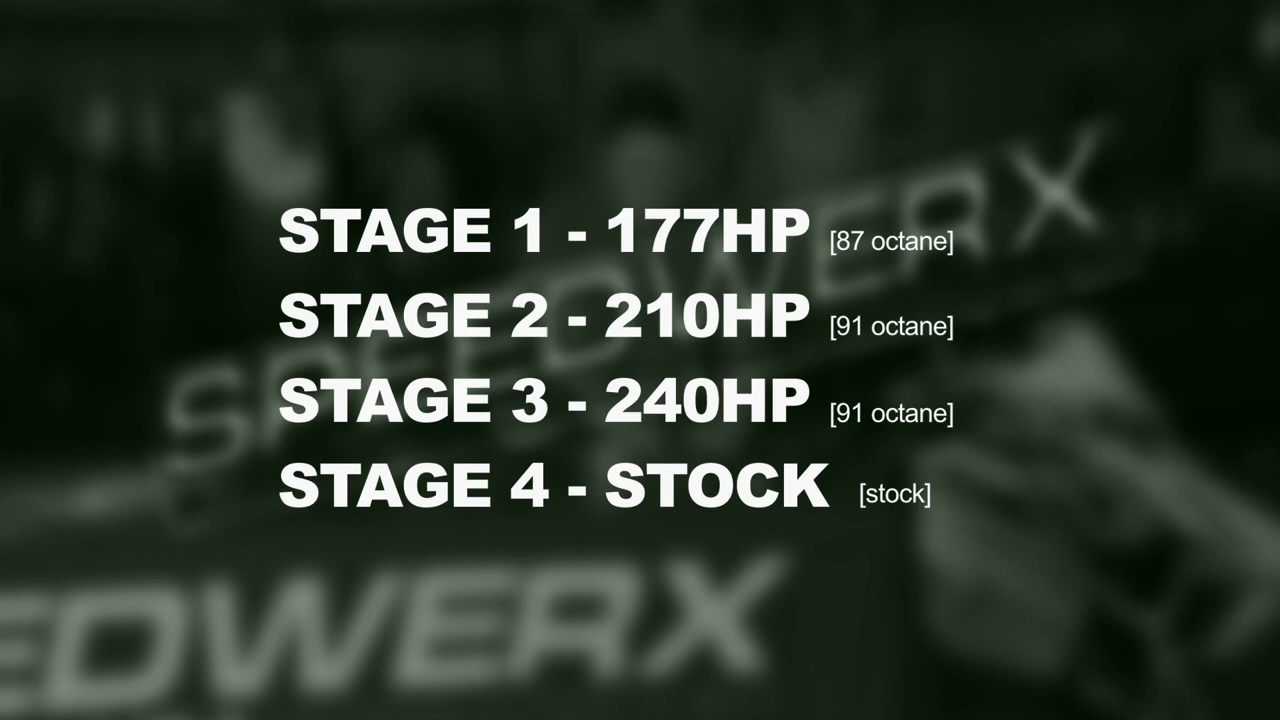 SPEEDWERX
STAGE 1 - 177HP [87 octane]
STAGE 2 - 210HP [91 octane]
STAGE 3 - 240HP [91 octane]
STAGE 4 - STOCK [stock]
EDWERX